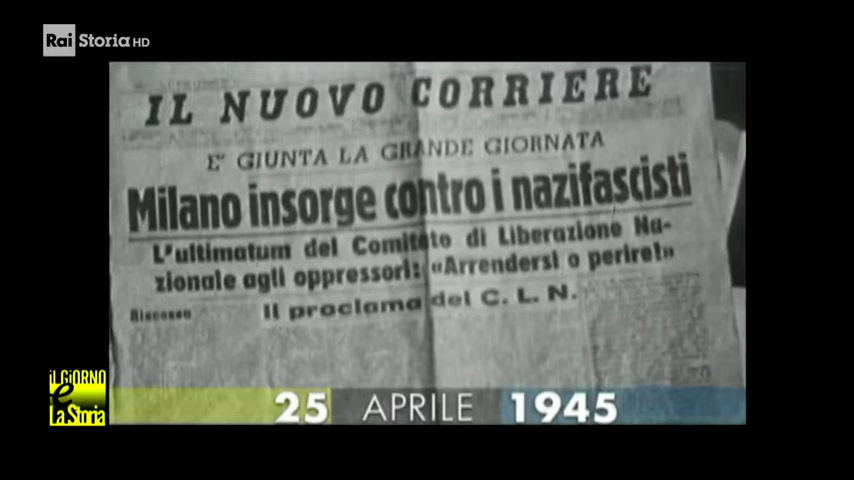 Rai Storia HD
IL NUOVO CORRIERE
E' GIUNTA LA GRANDE GIORNATA
Milano insorge contro i nazifascisti
L'ultimatum del Comitato di Liberazione Na-
zionale agli oppressori: «Arrendersi o perire!»
Riscossa
Il proclama del C. L. N.
iL GiORNO
è
La Storia
25 APRILE 1945